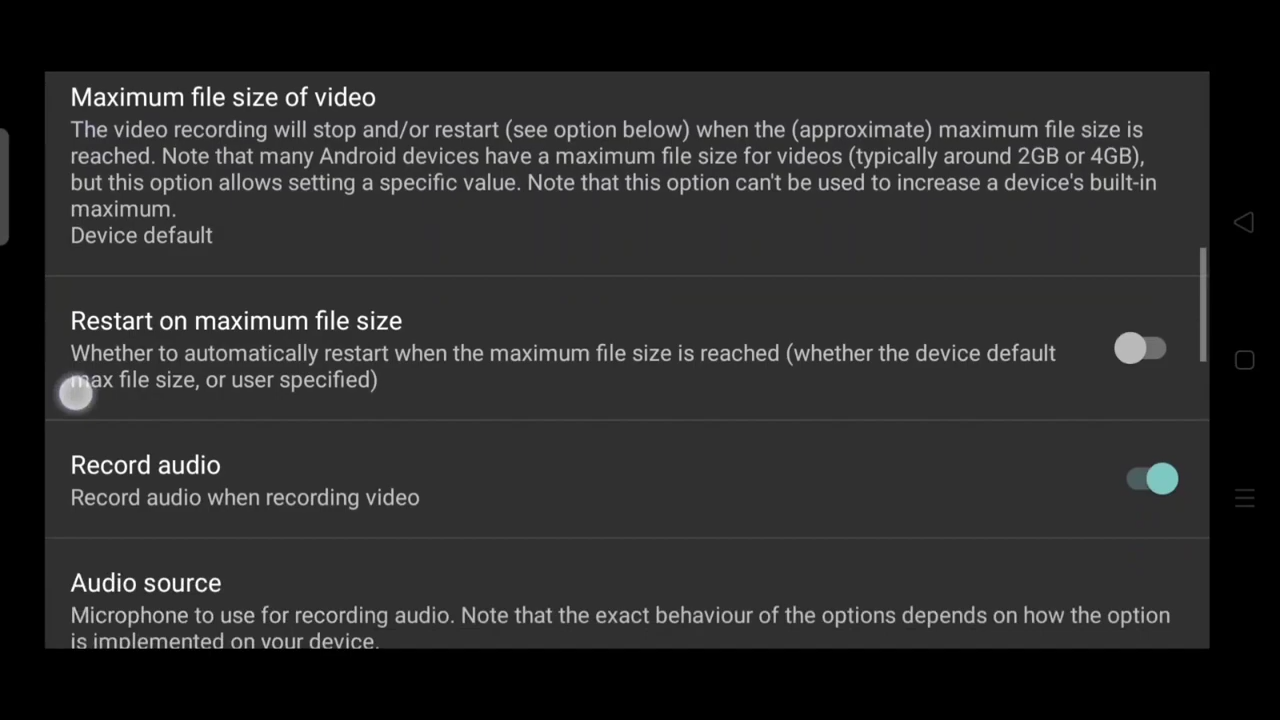 Maximum file size of video
The video recording will stop and/or restart (see option below) when the (approximate) maximum file size is
reached. Note that many Android devices have a maximum file size for videos (typically around 2GB or 4GB),
but this option allows setting a specific value. Note that this option can't be used to increase a device's built-in
maximum.
Device default
Restart on maximum file size
Whether to automatically restart when the maximum file size is reached (whether the device default
max file size, or user specified)
Record audio
Record audio when recording video
Audio source
Microphone to use for recording audio. Note that the exact behaviour of the options depends on how the option
is implemented on your device.